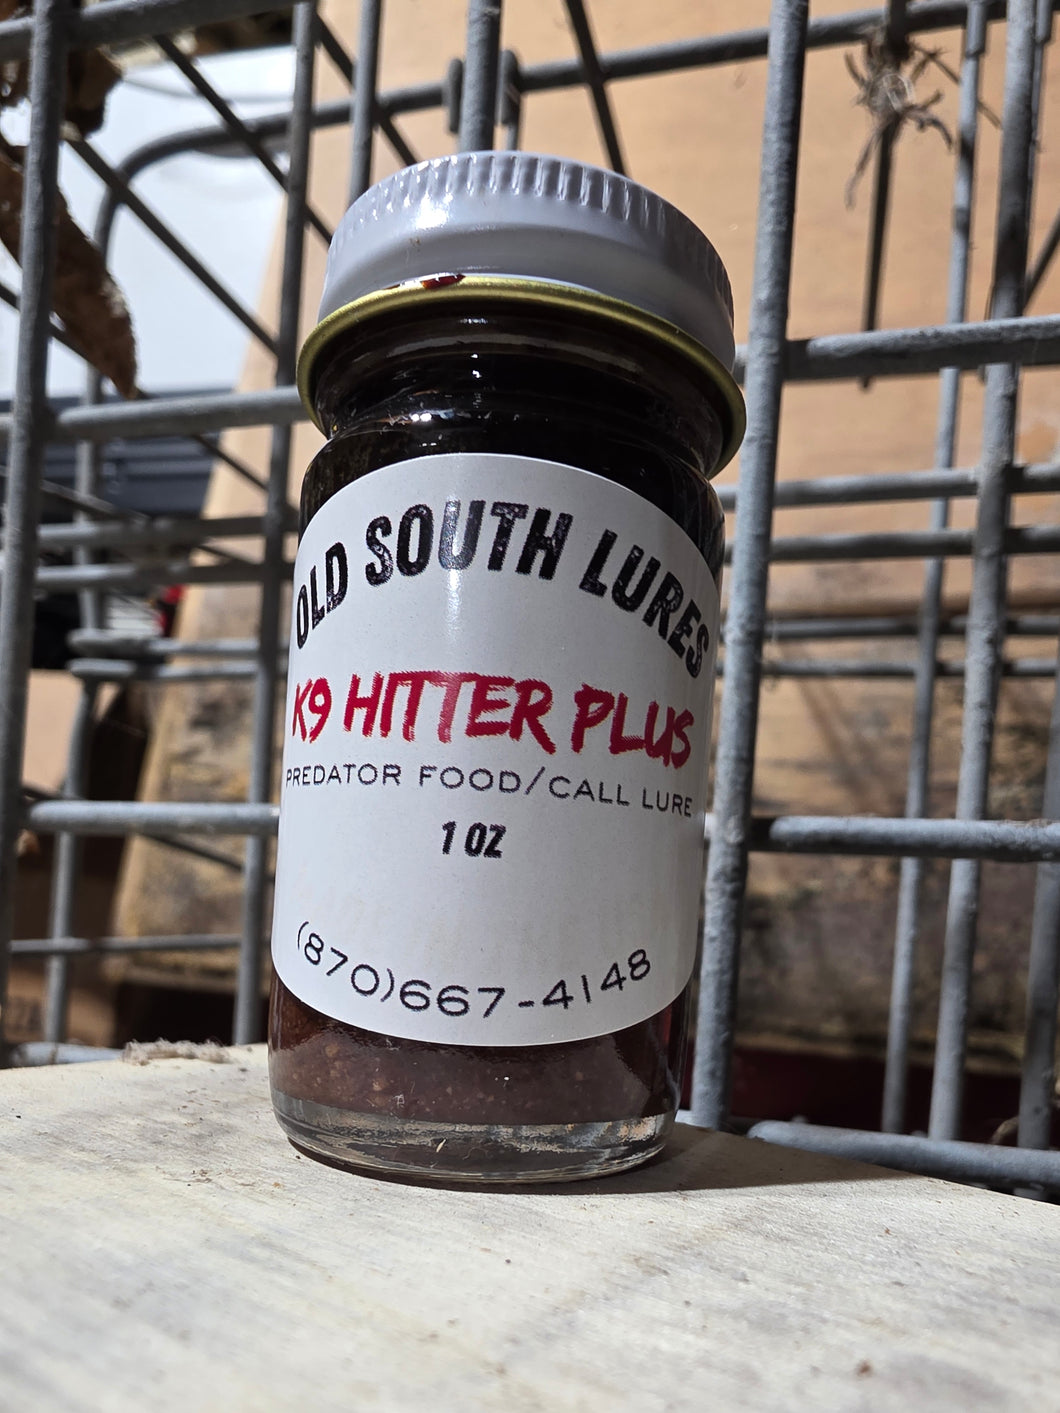 OLD SOUTH LURES
K9 HITTER PLUS
PREDATOR FOOD/CALL LURE
1 OZ
(870)667-4148